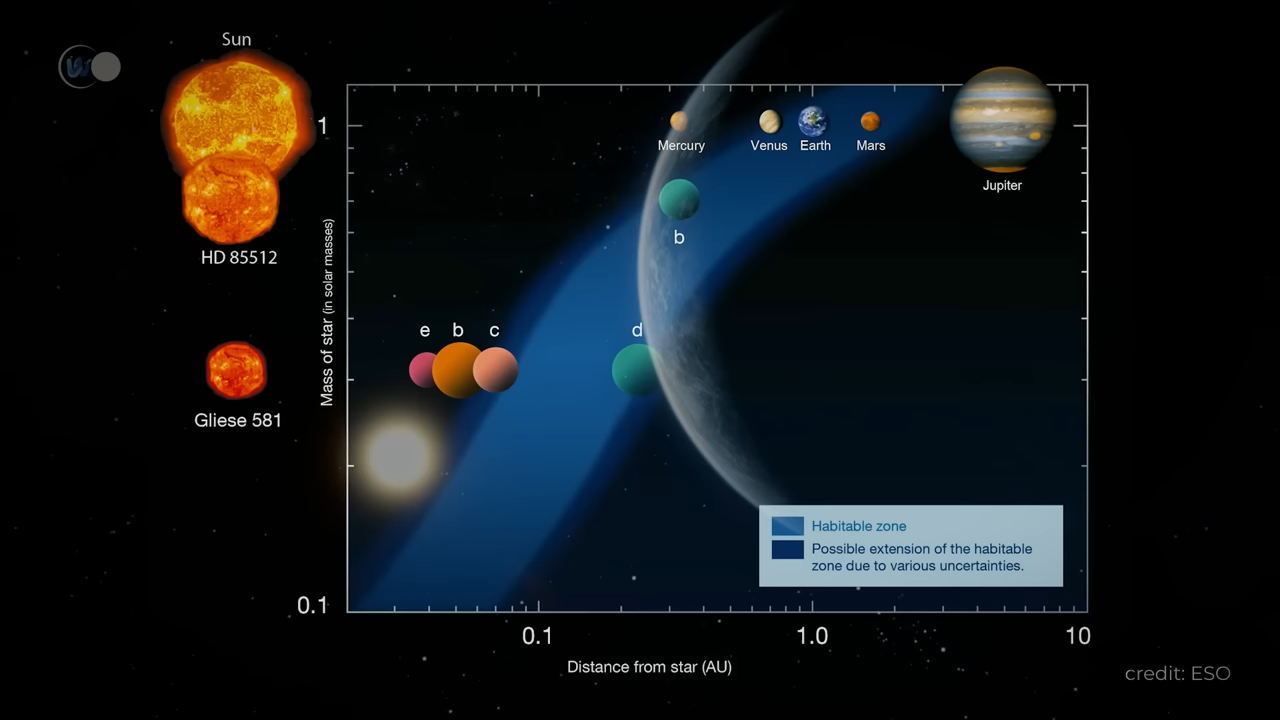 Sun
1
Mercury
Venus
Earth
Mars
Jupiter
b
HD 85512
Mass of star (in solar masses)
e
b
c
d
Gliese 581
Habitable zone
Possible extension of the habitable
zone due to various uncertainties.
0.1
0.1
1.0
10
Distance from star (AU)
credit: ESO